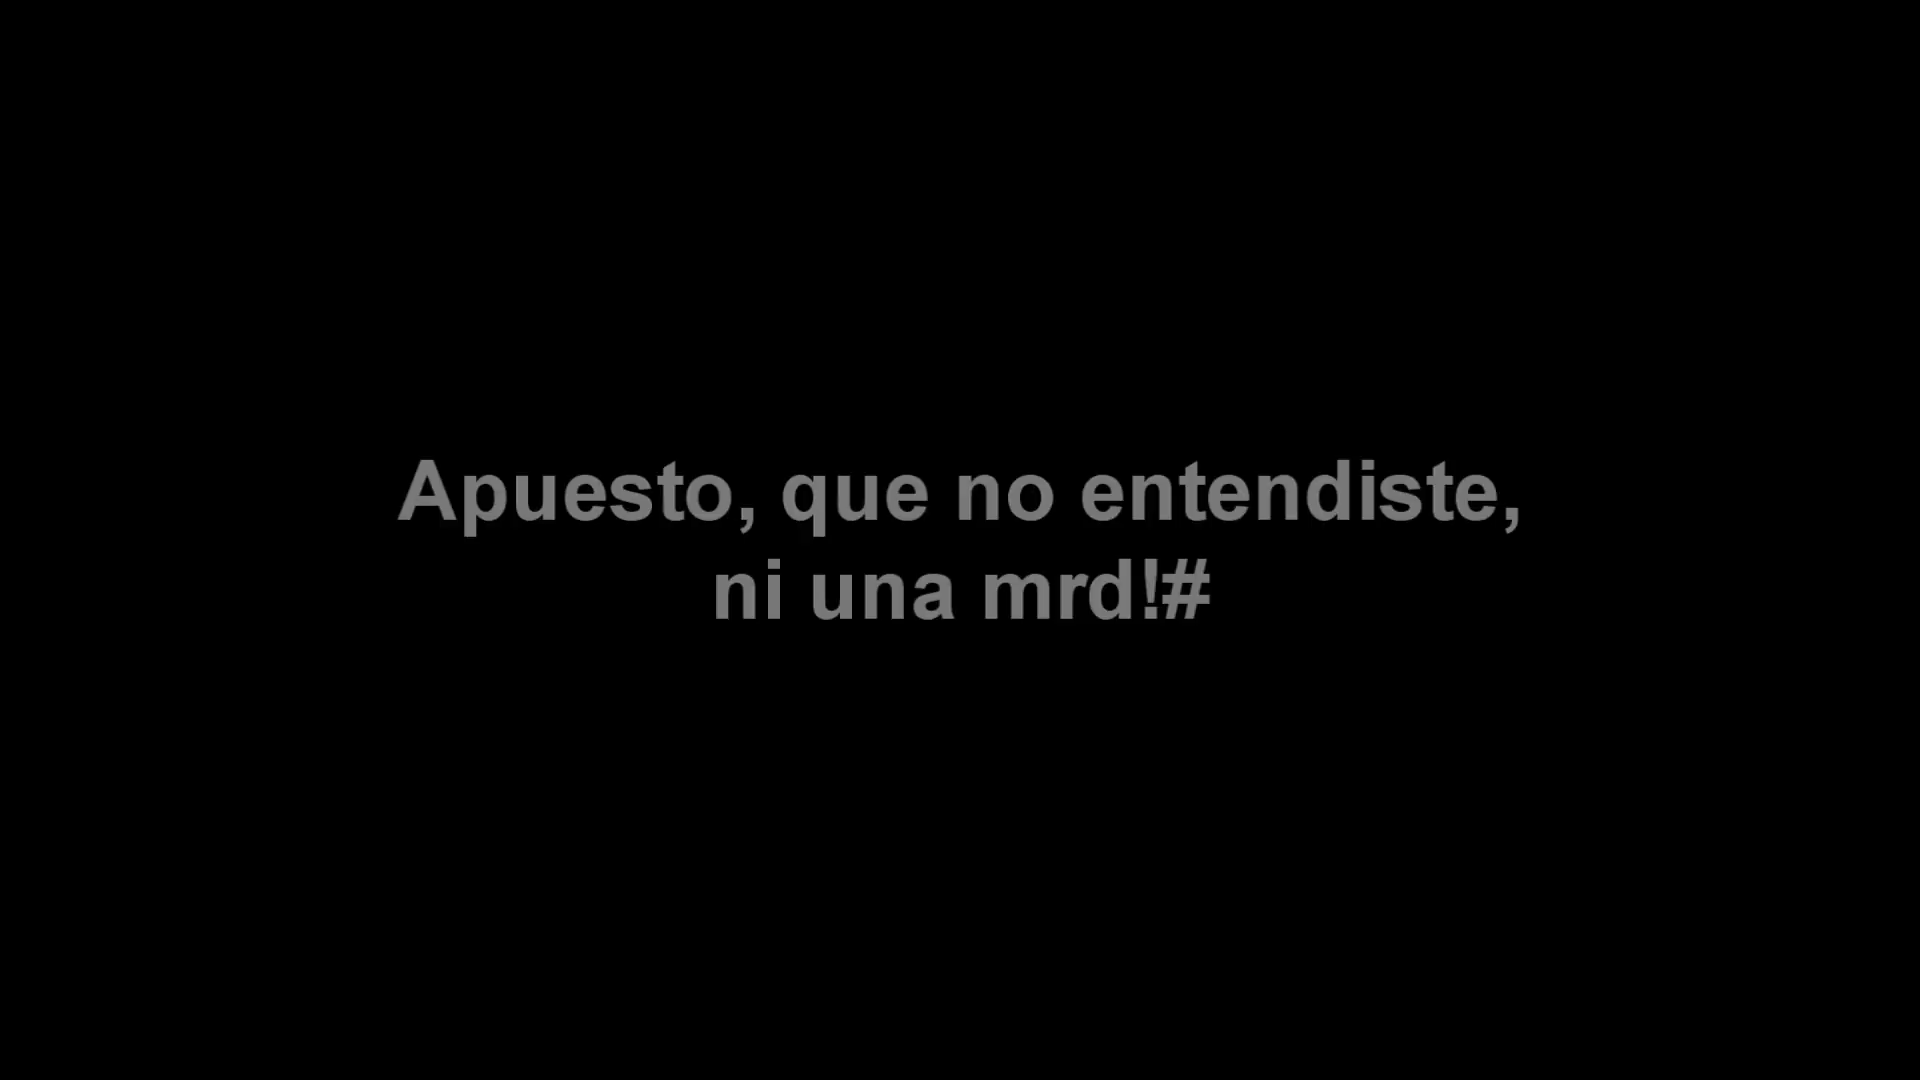 Apuesto, que no entendiste,
ni una mrd!#